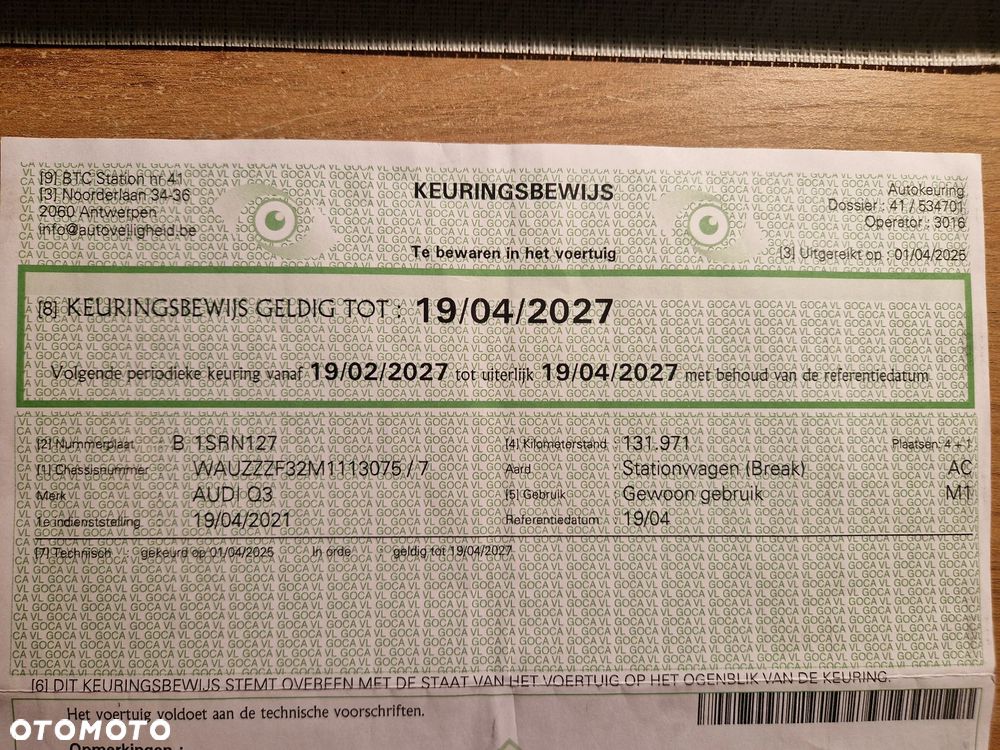 [9] BTC Station nr 41
[3] Noorderlaan 34-36
2060 Antwerpen
info@autoveiligheid.be
KEURINGSBEWIJS
Te bewaren in het voertuig
Autokeuring
Dossier : 41 / 534701
Operator : 3016
[3] Uitgereikt op : 01/04/2025
[8] KEURINGSBEWIJS GELDIG TOT : 19/04/2027
Volgende periodieke keuring vanaf 19/02/2027 tot uiterlijk 19/04/2027 met behoud van de referentiedatum
[2] Nummerplaat : B 1SRN127
[4] Kilometerstand : 131.971 Plaatsen: 4 + 1
[1] Chassisnummer : WAUZZZF32M1113075 / 7
Aard : Stationwagen (Break) AC
Merk : AUDI Q3
[5] Gebruik : Gewoon gebruik M1
1e indienststelling : 19/04/2021
Referentiedatum : 19/04
[7] Technisch : gekeurd op 01/04/2025 In orde geldig tot 19/04/2027
[6] DIT KEURINGSBEWIJS STEMT OVEREEN MET DE STAAT VAN HET VOERTUIG OP HET OGENBLIK VAN DE KEURING.
Het voertuig voldoet aan de technische voorschriften.
Opmerkingen :
OTOMOTO